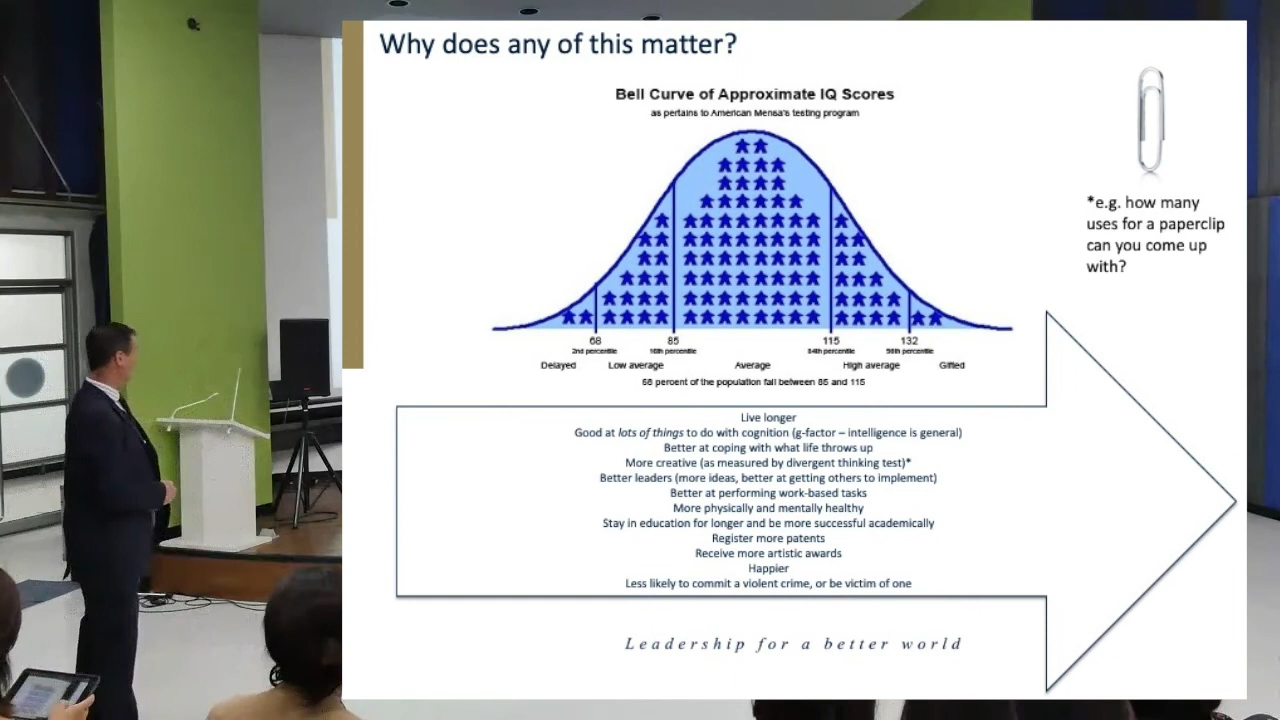 Why does any of this matter?
Bell Curve of Approximate IQ Scores
as pertains to American Mensa's testing program
*e.g. how many
uses for a paperclip
can you come up
with?
68 85 115 132
2nd percentile 16th percentile 84th percentile 98th percentile
Delayed Low average Average High average Gifted
68 percent of the population fall between 85 and 115
Live longer
Good at lots of things to do with cognition (g-factor – intelligence is general)
Better at coping with what life throws up
More creative (as measured by divergent thinking test)*
Better leaders (more ideas, better at getting others to implement)
Better at performing work-based tasks
More physically and mentally healthy
Stay in education for longer and be more successful academically
Register more patents
Receive more artistic awards
Happier
Less likely to commit a violent crime, or be victim of one
Leadership for a better world